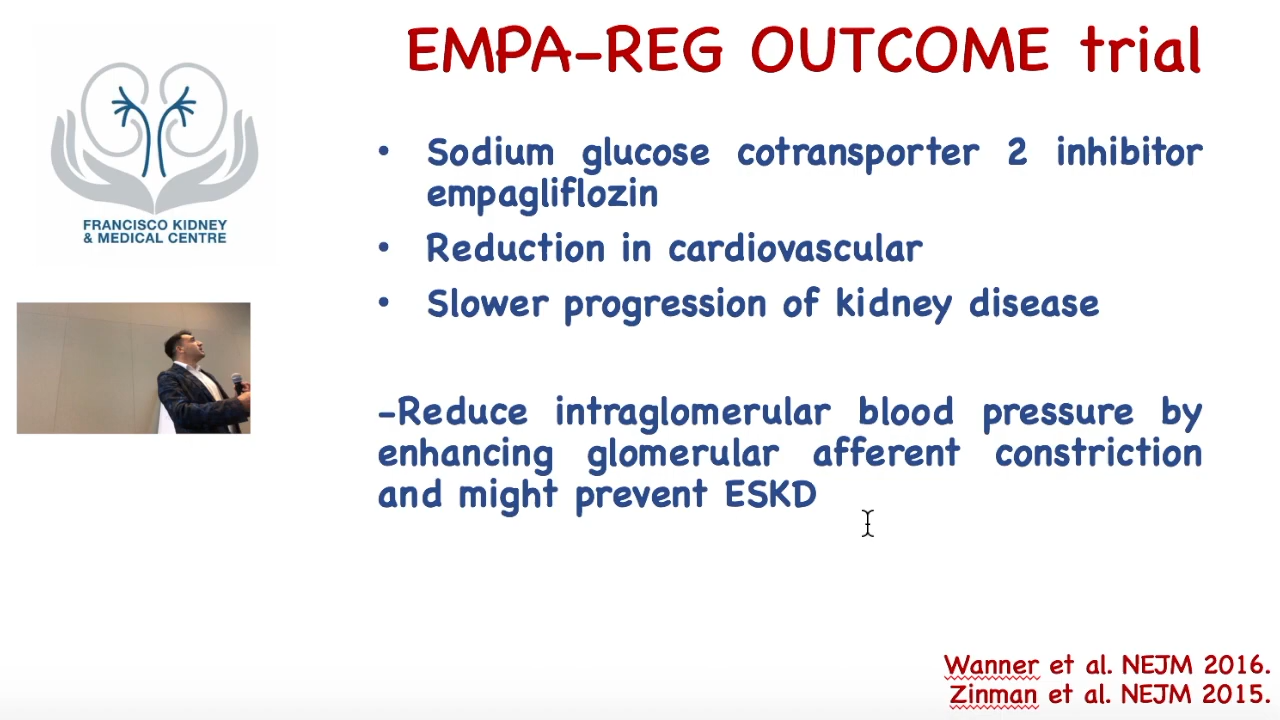 EMPA-REG OUTCOME trial
FRANCISCO KIDNEY
& MEDICAL CENTRE
• Sodium glucose cotransporter 2 inhibitor
empagliflozin
• Reduction in cardiovascular
• Slower progression of kidney disease
-Reduce intraglomerular blood pressure by
enhancing glomerular afferent constriction
and might prevent ESKD
Wanner et al. NEJM 2016.
Zinman et al. NEJM 2015.